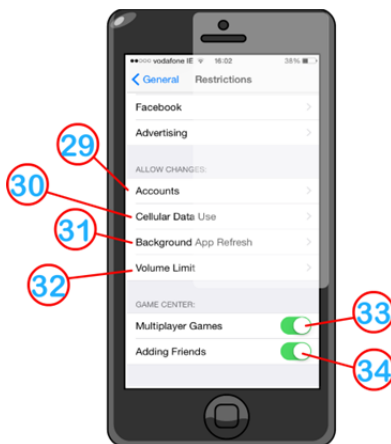 ●●○○○ vodafone IE 16:02 38%
General Restrictions
Facebook
Advertising
29
ALLOW CHANGES:
Accounts
30
Cellular Data Use
31
Background App Refresh
32
Volume Limit
GAME CENTER:
Multiplayer Games
33
Adding Friends
34